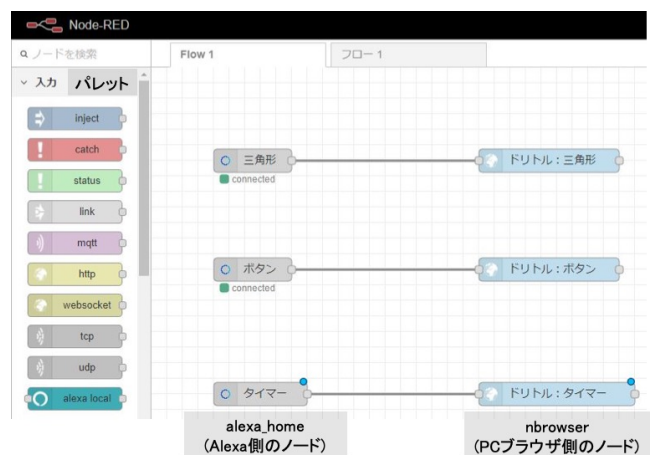 Node-RED
ノードを検索
Flow 1
フロー 1
入力
パレット
inject
catch
status
link
mqtt
http
websocket
tcp
udp
alexa local
三角形
connected
ドリトル：三角形
ボタン
connected
ドリトル：ボタン
タイマー
ドリトル：タイマー
alexa_home
(Alexa側のノード)
nbrowser
(PCブラウザ側のノード)